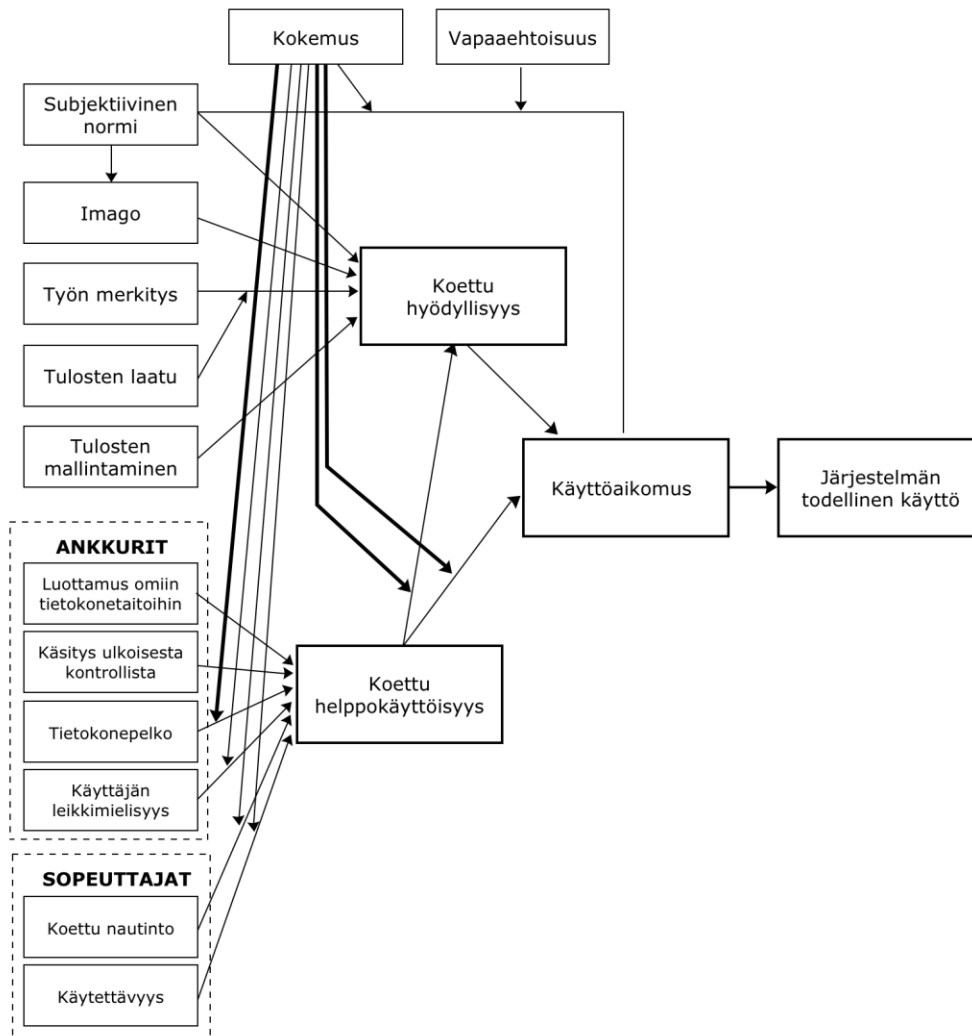 Kokemus
Vapaaehtoisuus
Subjektiivinen
normi
Imago
Työn merkitys
Tulosten laatu
Tulosten
mallintaminen
Koettu
hyödyllisyys
Käyttöaikomus
Järjestelmän
todellinen käyttö
ANKKURIT
Luottamus omiin
tietokonetaitoihin
Käsitys ulkoisesta
kontrollista
Tietokonepelko
Käyttäjän
leikkimielisyys
Koettu
helppokäyttöisyys
SOPEUTTAJAT
Koettu nautinto
Käytettävyys